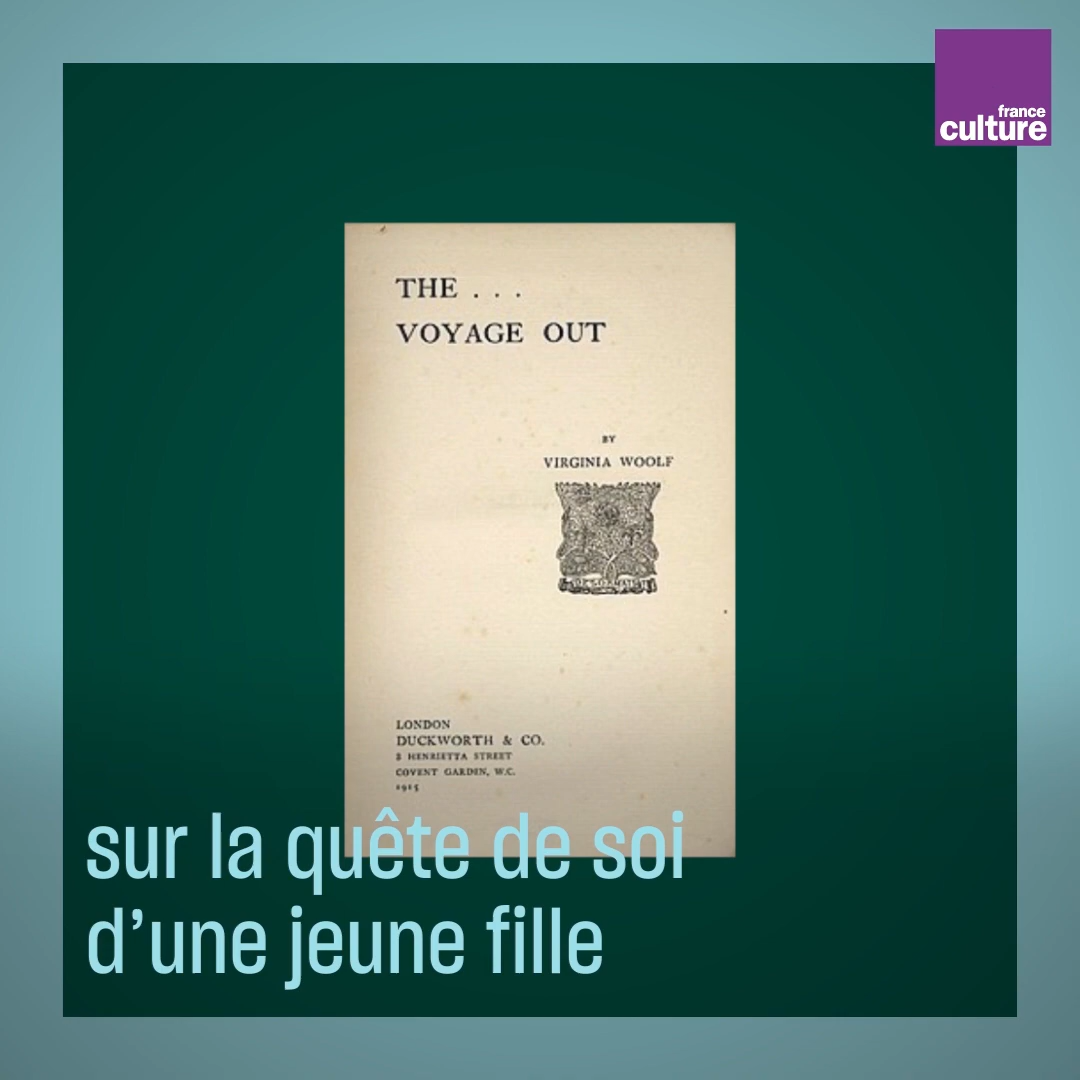 france
culture
THE . . .
VOYAGE OUT
BY
VIRGINIA WOOLF
LONDON
DUCKWORTH & CO.
3 HENRIETTA STREET
COVENT GARDEN, W.C.
1915
sur la quête de soi
d'une jeune fille